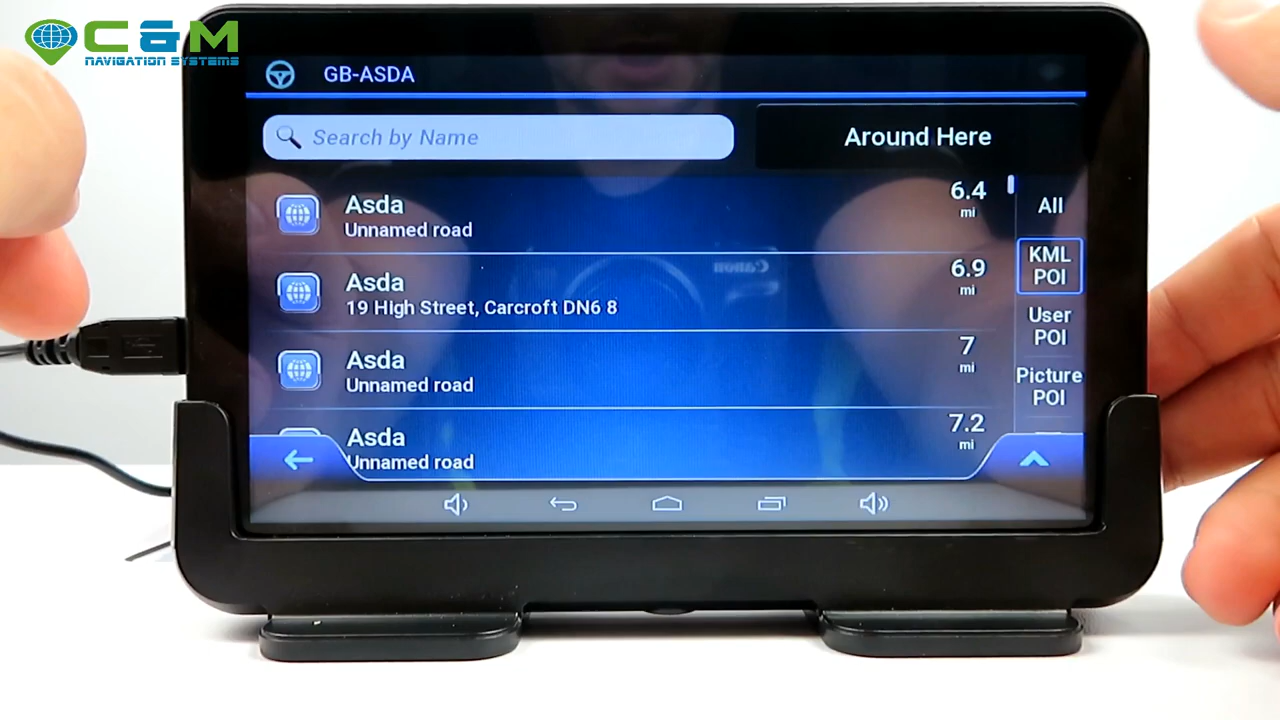 C & M
NAVIGATION SYSTEMS
GB-ASDA
Search by Name
Around Here
Asda
Unnamed road
6.4
mi
Asda
19 High Street, Carcroft DN6 8
6.9
mi
Asda
Unnamed road
7
mi
Asda
Unnamed road
7.2
mi
All
KML
POI
User
POI
Picture
POI
Canon